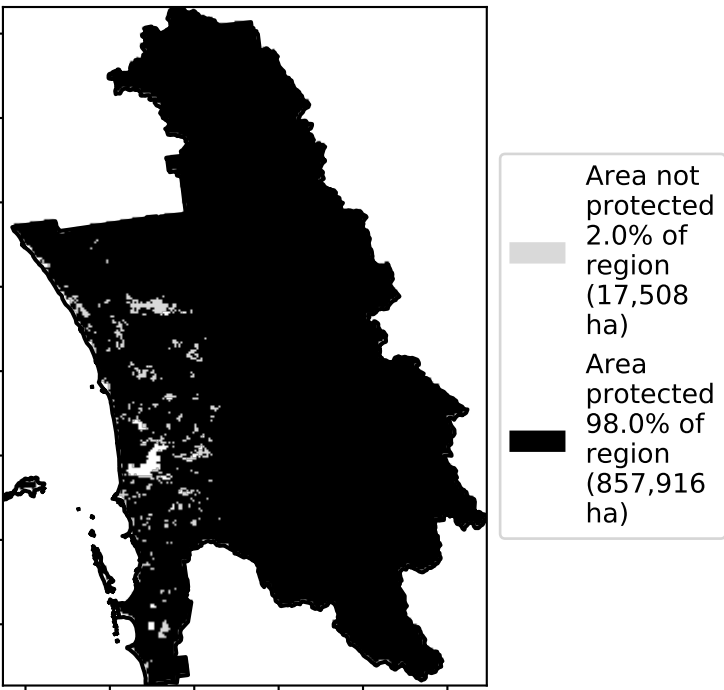 Area not
protected
2.0% of
region
(17,508
ha)
Area
protected
98.0% of
region
(857,916
ha)